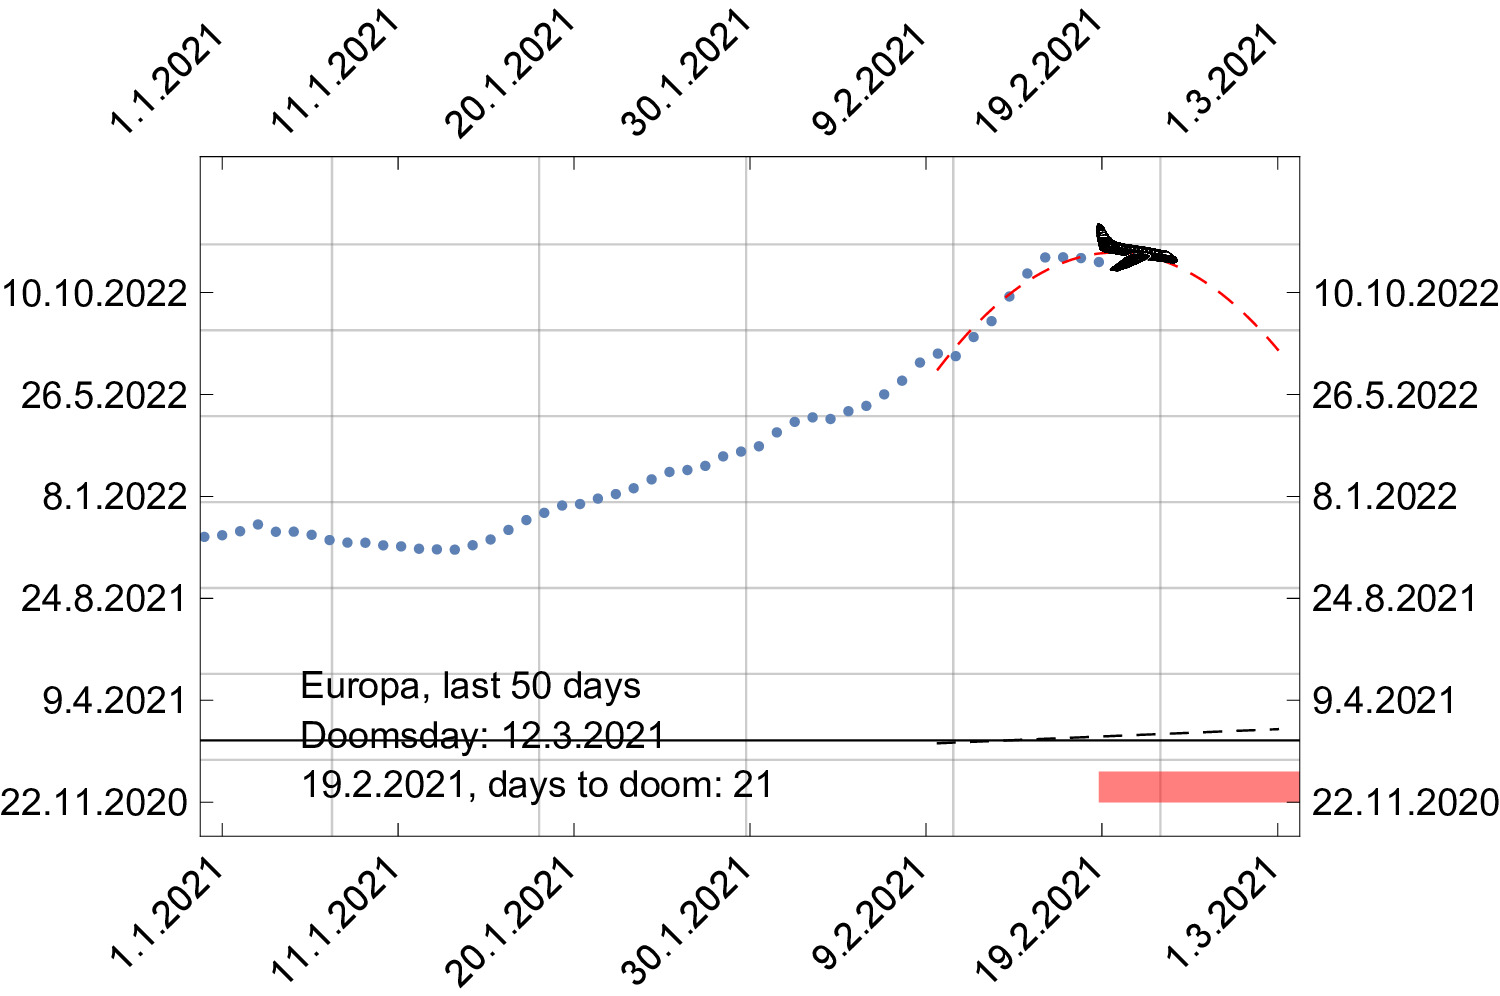 1.1.2021 11.1.2021 20.1.2021 30.1.2021 9.2.2021 19.2.2021 1.3.2021
10.10.2022 10.10.2022
26.5.2022 26.5.2022
8.1.2022 8.1.2022
24.8.2021 24.8.2021
Europa, last 50 days
9.4.2021 9.4.2021
Doomsday: 12.3.2021
19.2.2021, days to doom: 21
22.11.2020 22.11.2020
1.1.2021 11.1.2021 20.1.2021 30.1.2021 9.2.2021 19.2.2021 1.3.2021